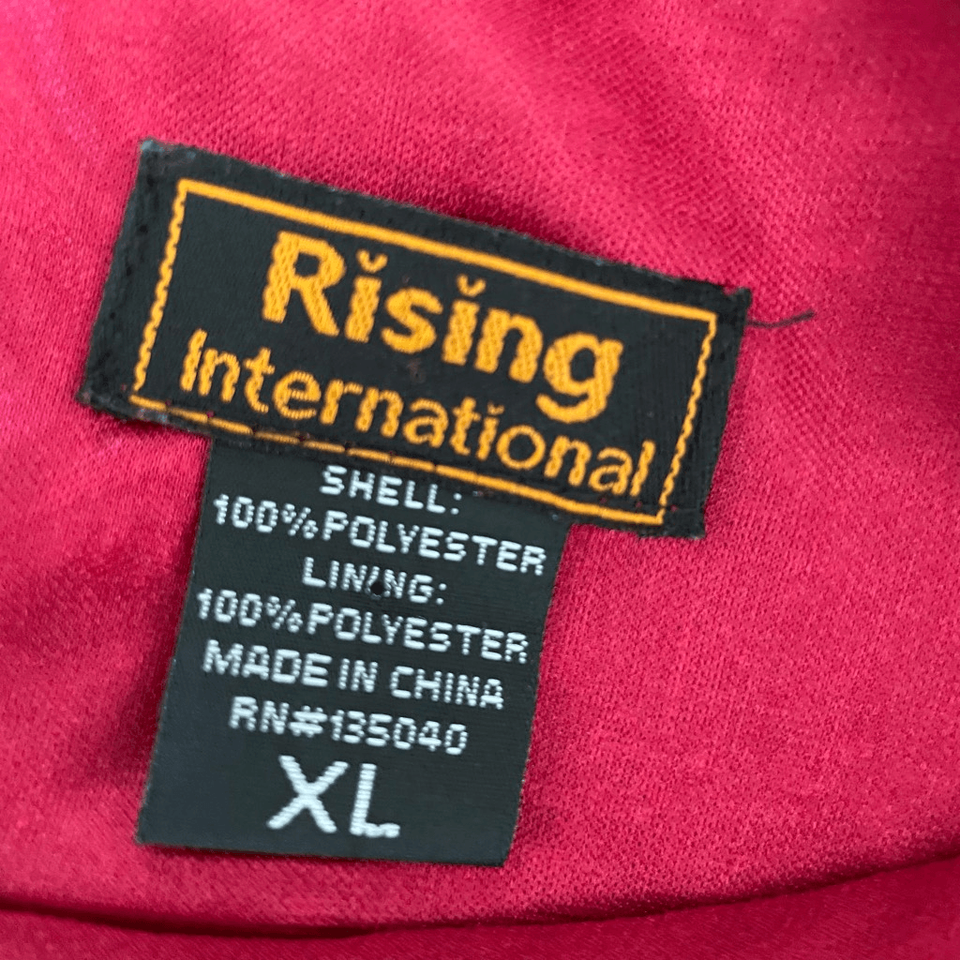 Rising
International
SHELL:
100%POLYESTER
LINING:
100%POLYESTER
MADE IN CHINA
RN#135040
XL